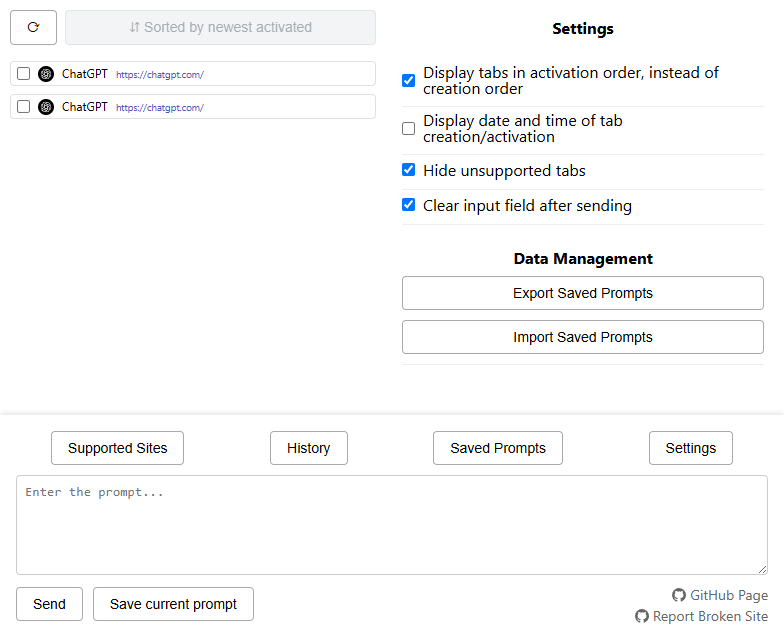 Sorted by newest activated
ChatGPT https://chatgpt.com/
ChatGPT https://chatgpt.com/
Settings
Display tabs in activation order, instead of
creation order
Display date and time of tab
creation/activation
Hide unsupported tabs
Clear input field after sending
Data Management
Export Saved Prompts
Import Saved Prompts
Supported Sites
History
Saved Prompts
Settings
Enter the prompt...
Send
Save current prompt
GitHub Page
Report Broken Site